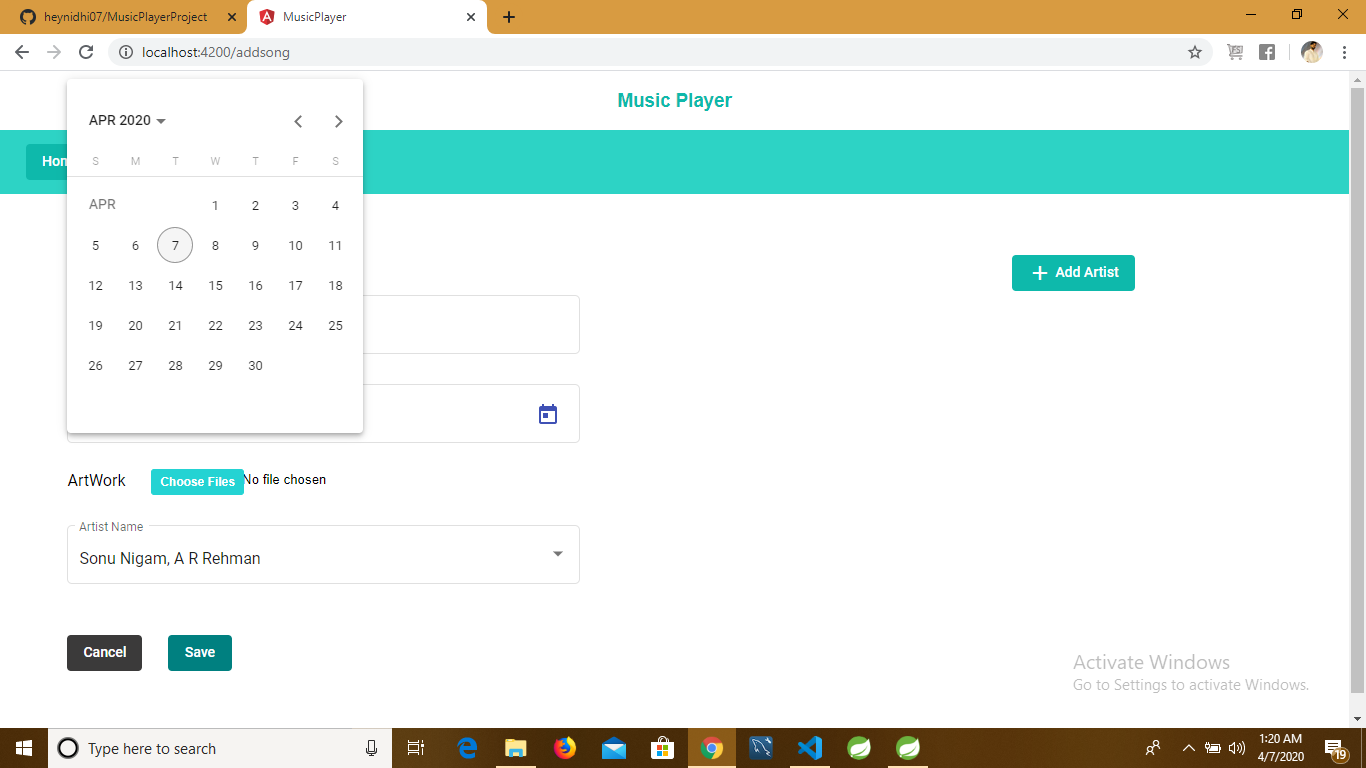 heynidhi07/MusicPlayerProject
MusicPlayer
localhost:4200/addsong
Music Player
APR 2020
Hom
S M T W T F S
APR 1 2 3 4
5 6 7 8 9 10 11
Add Artist
12 13 14 15 16 17 18
19 20 21 22 23 24 25
26 27 28 29 30
ArtWork Choose Files No file chosen
Artist Name
Sonu Nigam, A R Rehman
Cancel Save
Activate Windows
Go to Settings to activate Windows.
Type here to search
1:20 AM
4/7/2020
19